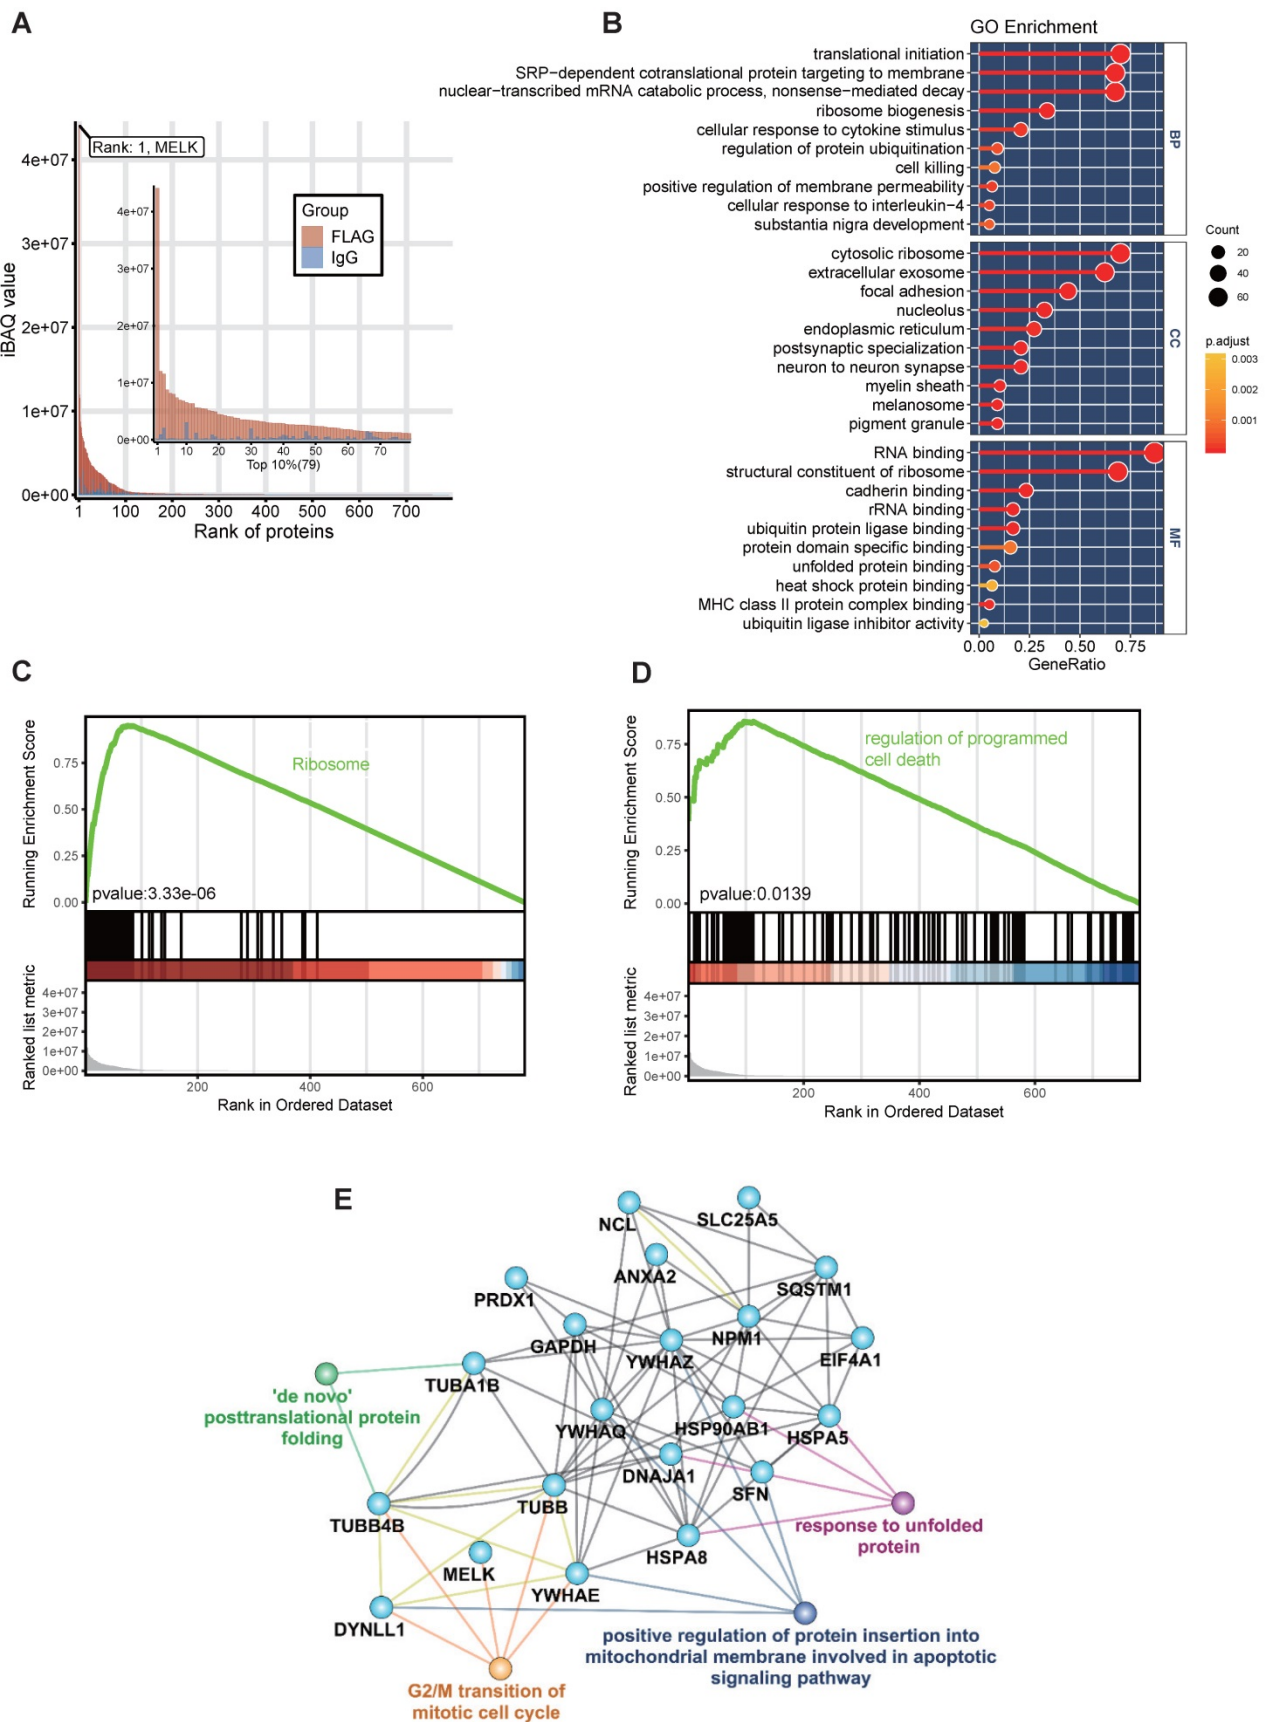 A
Rank: 1, MELK
iBAQ value
4e+07
3e+07
2e+07
1e+07
0e+00
1
100
200
300
400
500
600
700
Rank of proteins
4e+07
3e+07
2e+07
1e+07
0e+00
1
10
20
30
40
50
60
70
Top 10%(79)
Group
FLAG
IgG
B
GO Enrichment
translational initiation
SRP−dependent cotranslational protein targeting to membrane
nuclear−transcribed mRNA catabolic process, nonsense−mediated decay
ribosome biogenesis
cellular response to cytokine stimulus
regulation of protein ubiquitination
cell killing
positive regulation of membrane permeability
cellular response to interleukin−4
substantia nigra development
BP
cytosolic ribosome
extracellular exosome
focal adhesion
nucleolus
endoplasmic reticulum
postsynaptic specialization
neuron to neuron synapse
myelin sheath
melanosome
pigment granule
CC
RNA binding
structural constituent of ribosome
cadherin binding
rRNA binding
ubiquitin protein ligase binding
protein domain specific binding
unfolded protein binding
heat shock protein binding
MHC class II protein complex binding
ubiquitin ligase inhibitor activity
MF
0.00
0.25
0.50
0.75
GeneRatio
Count
20
40
60
p.adjust
0.003
0.002
0.001
C
Running Enrichment Score
0.75
0.50
0.25
0.00
Ribosome
pvalue:3.33e-06
Ranked list metric
4e+07
3e+07
2e+07
1e+07
0e+00
200
400
600
Rank in Ordered Dataset
D
Running Enrichment Score
0.75
0.50
0.25
0.00
regulation of programmed
cell death
pvalue:0.0139
Ranked list metric
4e+07
3e+07
2e+07
1e+07
0e+00
200
400
600
Rank in Ordered Dataset
E
NCL
SLC25A5
ANXA2
SQSTM1
PRDX1
GAPDH
YWHAZ
NPM1
EIF4A1
TUBA1B
'de novo'
posttranslational protein
folding
YWHAQ
HSP90AB1
HSPA5
DNAJA1
SFN
TUBB
TUBB4B
response to unfolded
protein
HSPA8
MELK
YWHAE
DYNLL1
positive regulation of protein insertion into
mitochondrial membrane involved in apoptotic
signaling pathway
G2/M transition of
mitotic cell cycle